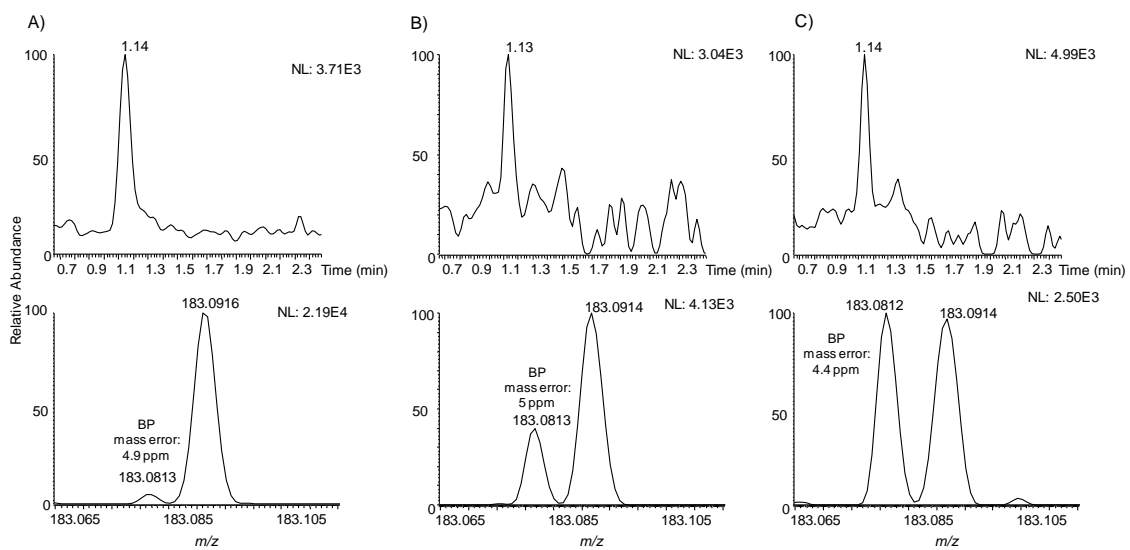 A)
B)
C)
100
1.14
NL: 3.71E3
50
0
0.7 0.9 1.1 1.3 1.5 1.7 1.9 2.1 2.3 Time (min)
100
1.13
NL: 3.04E3
50
0
0.7 0.9 1.1 1.3 1.5 1.7 1.9 2.1 2.3 Time (min)
100
1.14
NL: 4.99E3
50
0
0.7 0.9 1.1 1.3 1.5 1.7 1.9 2.1 2.3 Time (min)
Relative Abundance
100
183.0916
NL: 2.19E4
50
BP
mass error:
4.9 ppm
183.0813
0
183.065 183.085 183.105
m/z
100
183.0914
NL: 4.13E3
BP
mass error:
5 ppm
183.0813
50
0
183.065 183.085 183.105
m/z
100
183.0812
183.0914
NL: 2.50E3
BP
mass error:
4.4 ppm
50
0
183.065 183.085 183.105
m/z